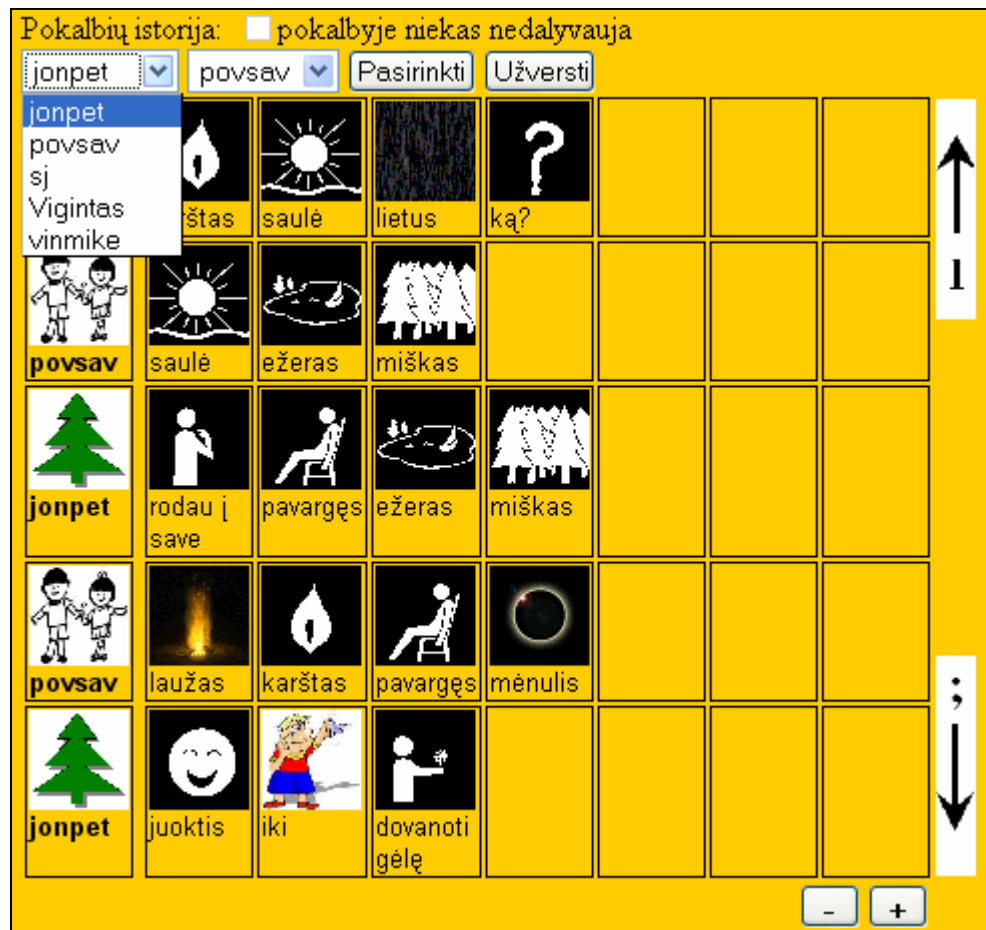 Pokalbių istorija: pokalbyje niekas nedalyvauja
jonpet povsav Pasirinkti Užversti
jonpet
povsav
sj
Vigintas
vinmike
saulė lietus ką?
povsav saulė ežeras miškas
jonpet rodau į save pavargęs ežeras miškas
povsav laužas karštas pavargęs mėnulis
jonpet juoktis iki dovanoti gėlę
1
;
- +